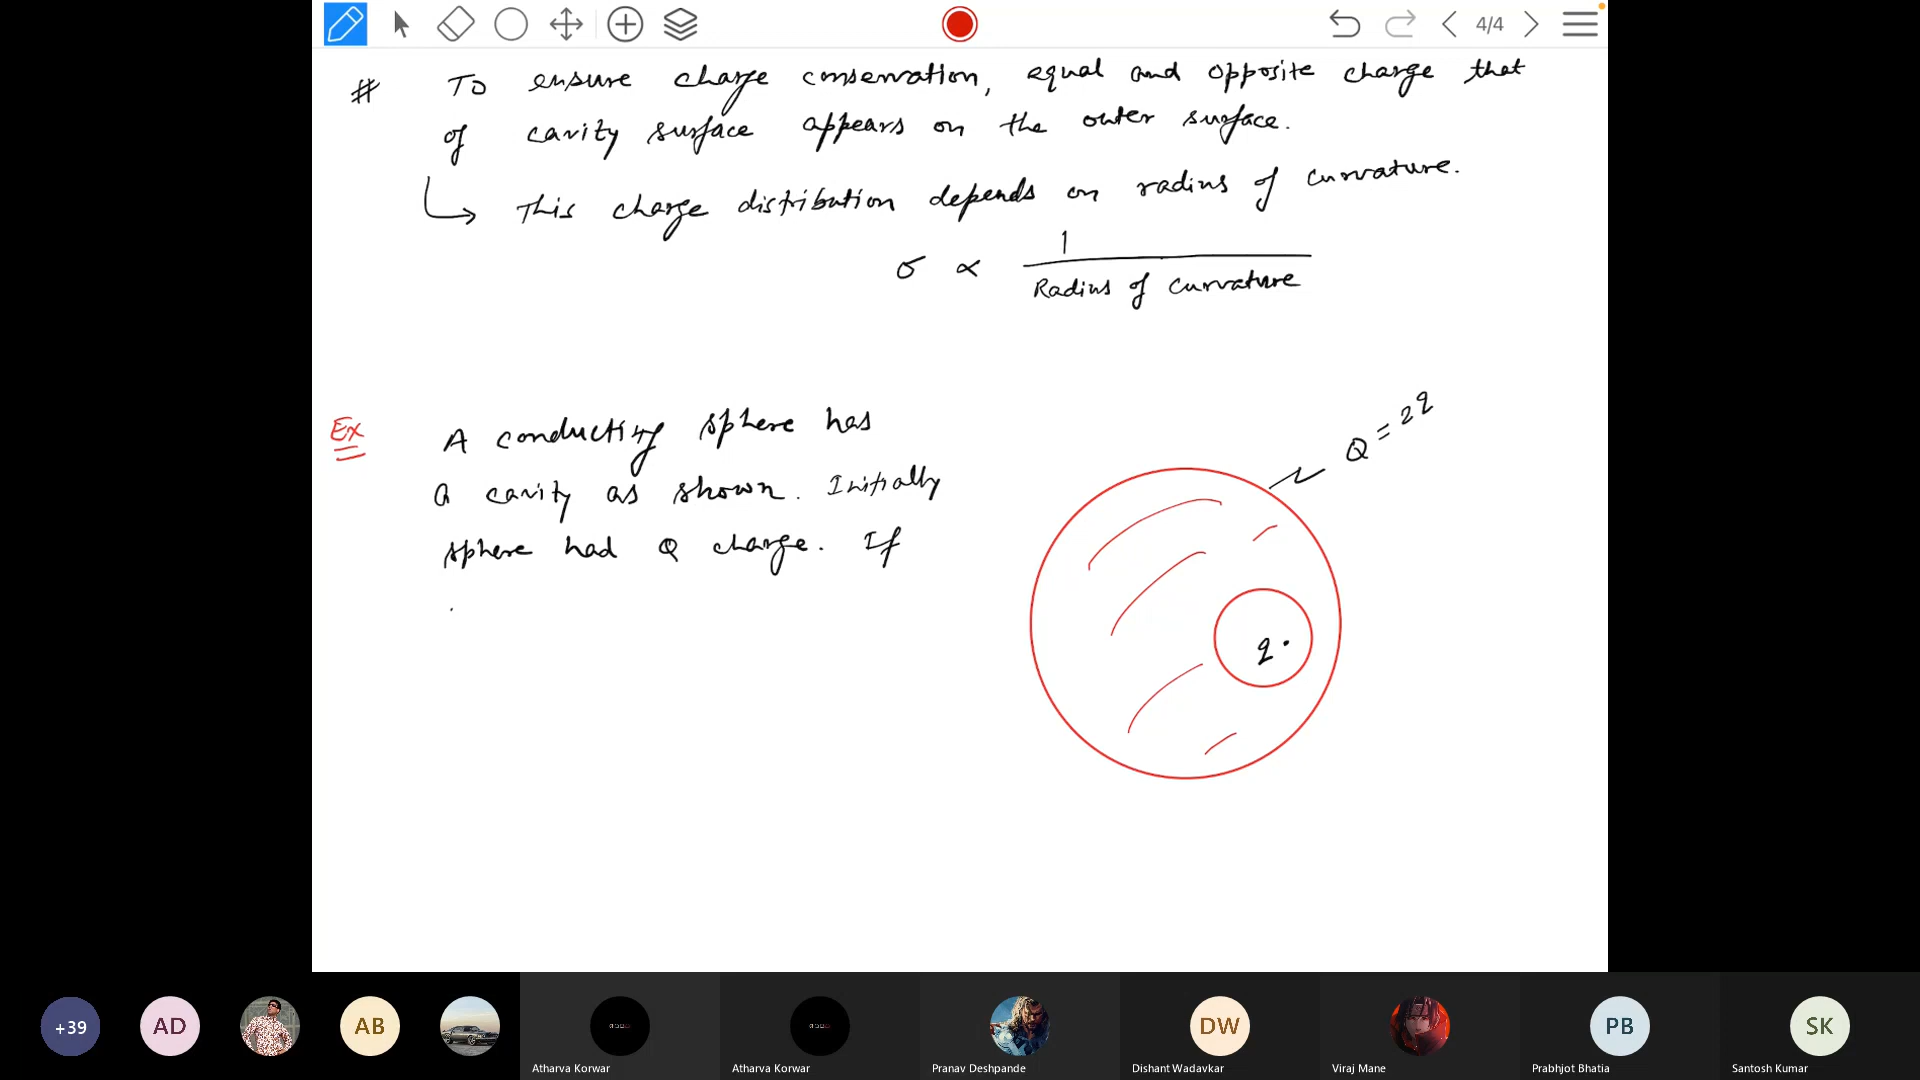 4/4
# To ensure charge conservation, equal and opposite charge that
of cavity surface appears on the outer surface.
This charge distribution depends on radius of curvature.
σ ∝ 1 / Radius of curvature
Ex A conducting sphere has
a cavity as shown. Initially
sphere had Q charge. If
Q = 2q
q
+39
AD
AB
DW
PB
SK
Atharva Korwar
Atharva Korwar
Pranav Deshpande
Dishant Wadavkar
Viraj Mane
Prabhjot Bhatia
Santosh Kumar